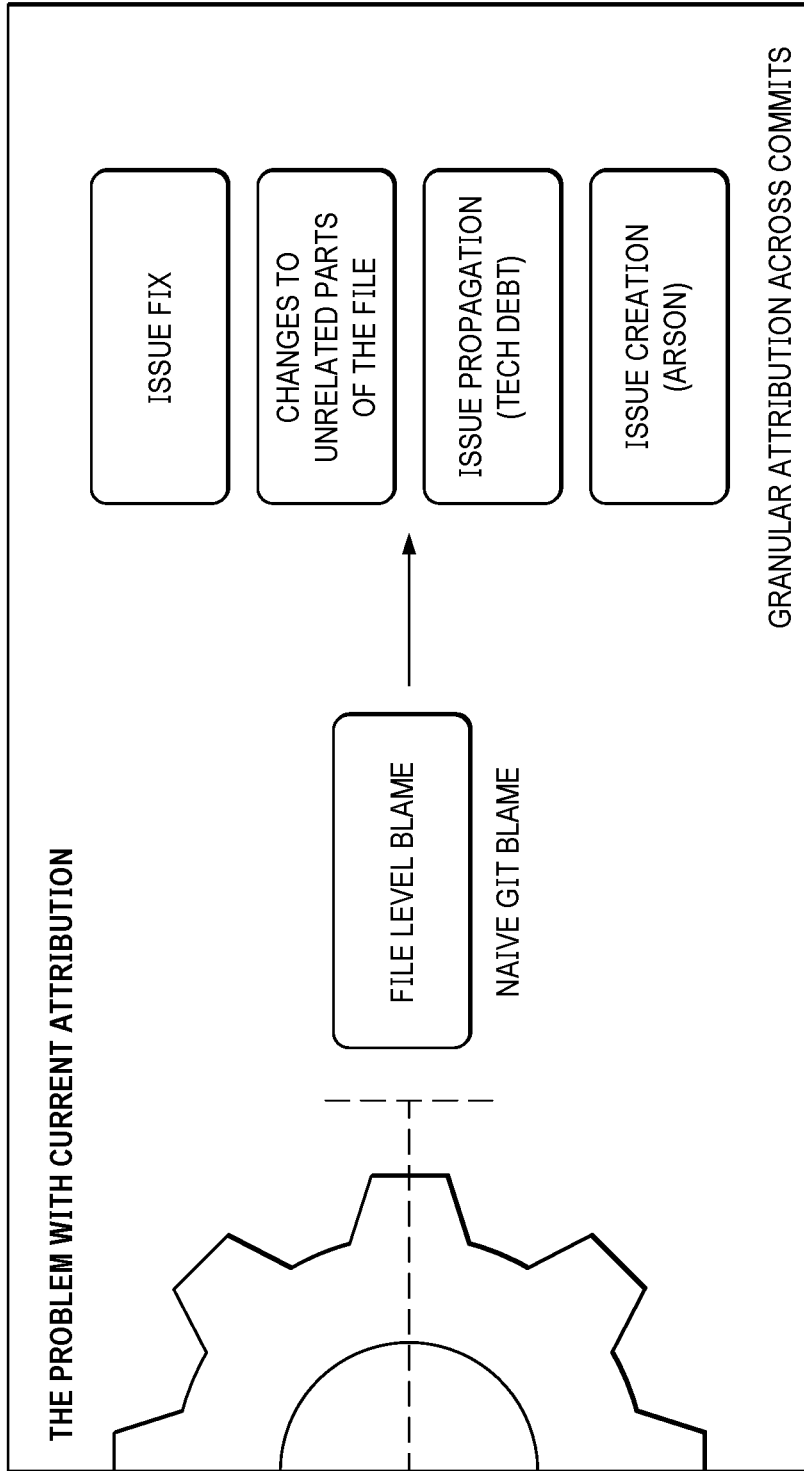 THE PROBLEM WITH CURRENT ATTRIBUTION
FILE LEVEL BLAME
NAIVE GIT BLAME
ISSUE FIX
CHANGES TO
UNRELATED PARTS
OF THE FILE
ISSUE PROPAGATION
(TECH DEBT)
ISSUE CREATION
(ARSON)
GRANULAR ATTRIBUTION ACROSS COMMITS